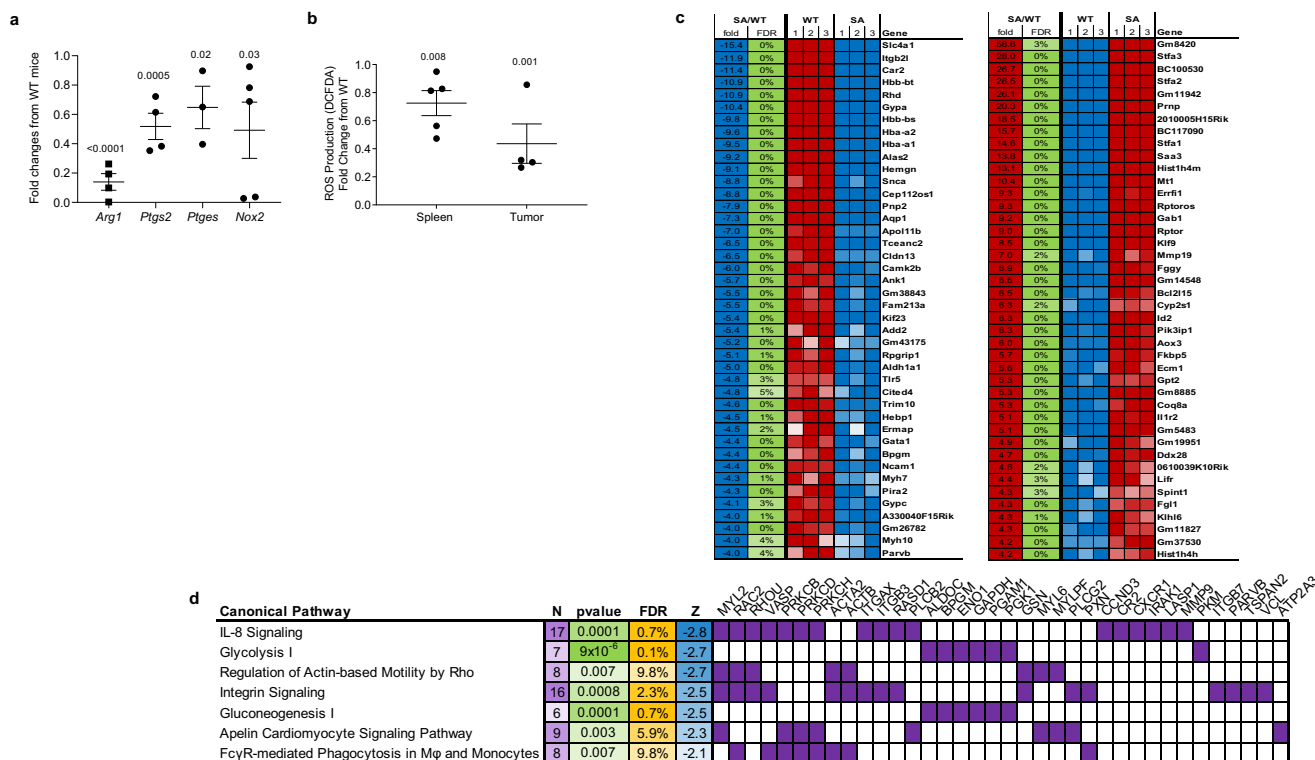 a
Fold changes from WT mice
1.0
0.8
0.6
0.4
0.2
0.0
<0.0001
0.0005
0.02
0.03
Arg1 Ptgs2 Ptges Nox2
b
ROS Production (DCFDA)
Fold Change from WT
1.0
0.8
0.6
0.4
0.2
0.0
0.008
0.001
Spleen Tumor
c
SA/WT WT SA
fold FDR 1 2 3 1 2 3 Gene
-15.4 0% Slc4a1
-11.9 0% Itgb2l
-11.4 0% Car2
-10.9 0% Hbb-bt
-10.9 0% Rhd
-10.4 0% Gypa
-9.8 0% Hbb-bs
-9.6 0% Hba-a2
-9.5 0% Hba-a1
-9.2 0% Alas2
-9.1 0% Hemgn
-8.8 0% Snca
-8.8 0% Cep112os1
-7.9 0% Pnp2
-7.3 0% Aqp1
-7.0 0% Apol11b
-6.5 0% Tceanc2
-6.5 0% Cldn13
-6.0 0% Camk2b
-5.7 0% Ank1
-5.5 0% Gm38843
-5.5 0% Fam213a
-5.4 0% Kif23
-5.4 1% Add2
-5.2 0% Gm43175
-5.1 1% Rpgrip1
-5.0 0% Aldh1a1
-4.8 3% Tlr5
-4.8 5% Cited4
-4.6 0% Trim10
-4.5 1% Hebp1
-4.5 2% Ermap
-4.4 0% Gata1
-4.4 0% Bpgm
-4.4 0% Ncam1
-4.3 1% Myh7
-4.3 0% Pira2
-4.1 3% Gypc
-4.0 1% A330040F15Rik
-4.0 0% Gm26782
-4.0 4% Myh10
-4.0 4% Parvb
SA/WT WT SA
fold FDR 1 2 3 1 2 3 Gene
3% Gm8420
28.0 0% Stfa3
26.7 0% BC100530
26.5 0% Stfa2
26.1 0% Gm11942
20.3 0% Prnp
18.5 0% 2010005H15Rik
15.7 0% BC117090
14.6 0% Stfa1
13.8 0% Saa3
13.1 0% Hist1h4m
10.4 0% Mt1
9.3 0% Errfi1
9.3 0% Rptoros
9.2 0% Gab1
9.0 0% Rptor
8.5 0% Klf9
7.0 2% Mmp19
6.9 0% Fggy
6.6 0% Gm14548
6.5 0% Bcl2l15
6.3 2% Cyp2s1
6.3 0% Id2
6.3 0% Pik3ip1
6.0 0% Aox3
5.7 0% Fkbp5
5.6 0% Ecm1
5.3 0% Gpt2
5.3 0% Gm8885
5.3 0% Coq8a
5.1 0% Il1r2
5.1 0% Gm5483
4.9 0% Gm19951
4.7 0% Ddx28
4.6 2% 0610039K10Rik
4.4 3% Lifr
4.3 3% Spint1
4.3 0% Fgl1
4.3 1% Klhl6
4.3 0% Gm11827
4.2 0% Gm37530
4.2 0% Hist1h4h
d
Canonical Pathway N pvalue FDR Z MYL2 RAC2 RHOU VASP PRKCB PRKCD PRKCH ACTA2 ACTB ITGAX ITGB3 RASD1 PLCB2 ALDOC BPGM ENO1 GAPDH PGAM1 PGK1 GSN MYL6 MYLPF PLCG2 PXN CCND3 CR2 CXCR1 IRAK1 LASP1 MMP9 PKM ITGB7 PARVB TSPAN2 VCL ATP2A3
IL-8 Signaling 17 0.0001 0.7% -2.8
Glycolysis I 7 9x10⁻⁶ 0.1% -2.7
Regulation of Actin-based Motility by Rho 8 0.007 9.8% -2.7
Integrin Signaling 16 0.0008 2.3% -2.5
Gluconeogenesis I 6 0.0001 0.7% -2.5
Apelin Cardiomyocyte Signaling Pathway 9 0.003 5.9% -2.3
FcγR-mediated Phagocytosis in Mφ and Monocytes 8 0.007 9.8% -2.1